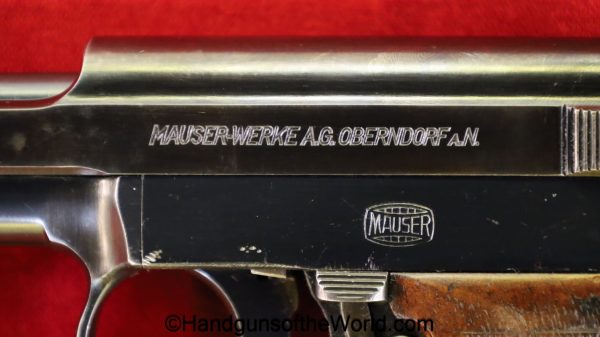 MAUSER-WERKE A.G. OBERNDORF A.N.
MAUSER
©HandgunsoftheWorld.com